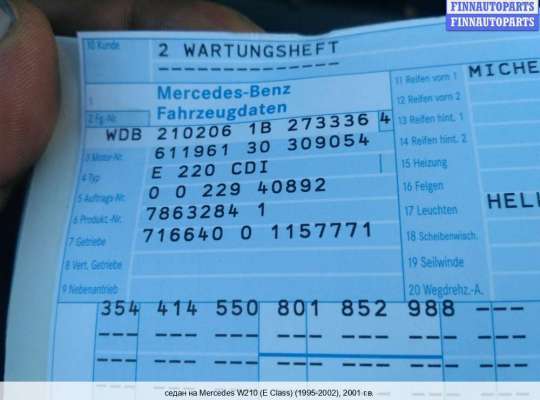 FINNAUTOPARTS
FINNAUTOPARTS
10 Kunde
2 WARTUNGSHEFT
Mercedes-Benz
Fahrzeugdaten
1
2 Fg.-Nr.
WDB 210206 1B 273336 4
3 Motor-Nr.
611961 30 309054
4 Typ
E 220 CDI
5 Auftrags-Nr.
0 0 229 40892
6 Produkt.-Nr.
7863284 1
7 Getriebe
716640 0 1157771
8 Vert. Getriebe
9 Nebenantrieb
11 Reifen vorn 1
MICHE
12 Reifen vorn 2
13 Reifen hint. 1
14 Reifen hint. 2
15 Heizung
16 Felgen
17 Leuchten
HELL
18 Scheibenwisch.
19 Seilwinde
20 Wegdrehz.-A.
354 414 550 801 852 988 ---
--- --- --- --- --- --- ---
--- --- --- --- --- --- ---
--- --- --- --- --- --- ---
седан на Mercedes W210 (E Class) (1995-2002), 2001 г.в.